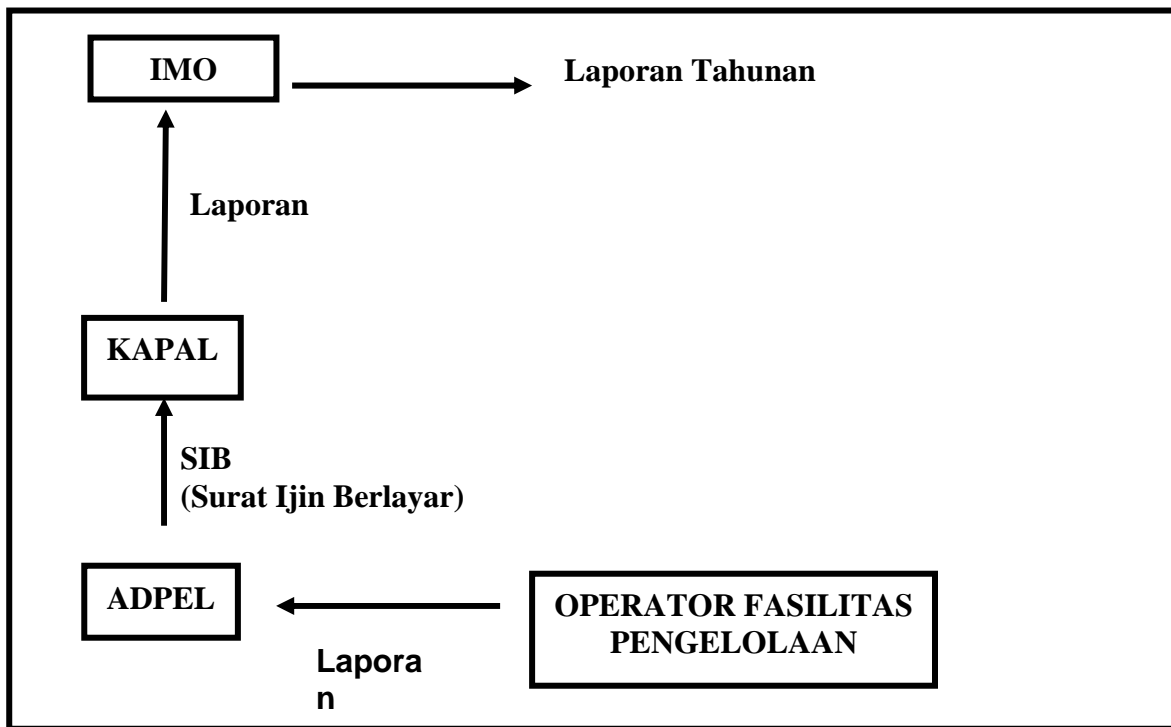 IMO
Laporan Tahunan
Laporan
KAPAL
SIB
(Surat Ijin Berlayar)
ADPEL
OPERATOR FASILITAS
PENGELOLAAN
Lapora
n